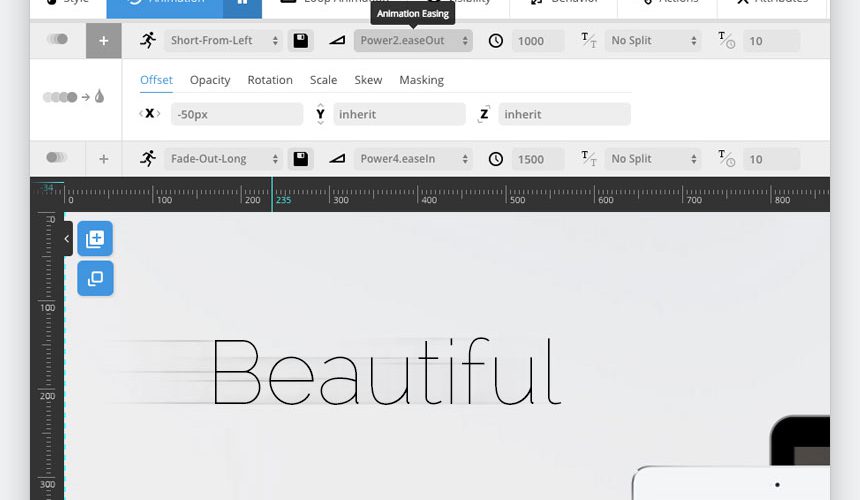 Style Animation Loop Animation Visibility Behavior Actions Attributes
Animation Easing
Short-From-Left Power2.easeOut 1000 No Split 10
Offset Opacity Rotation Scale Skew Masking
X -50px Y inherit Z inherit
Fade-Out-Long Power4.easeIn 1500 No Split 10
-34
0 100 200 235 300 400 500 600 700 800
0
100
Beautiful
200
300